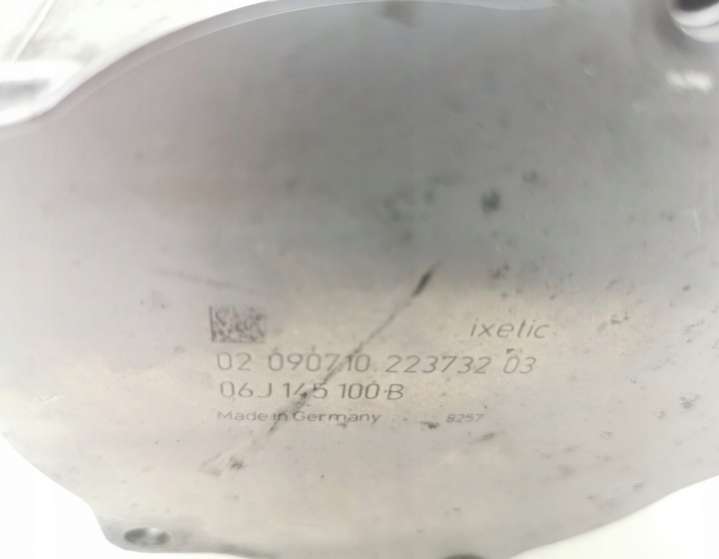 ixetic
02 090710 223732 03
06J 145 100 B
Made in Germany 8257